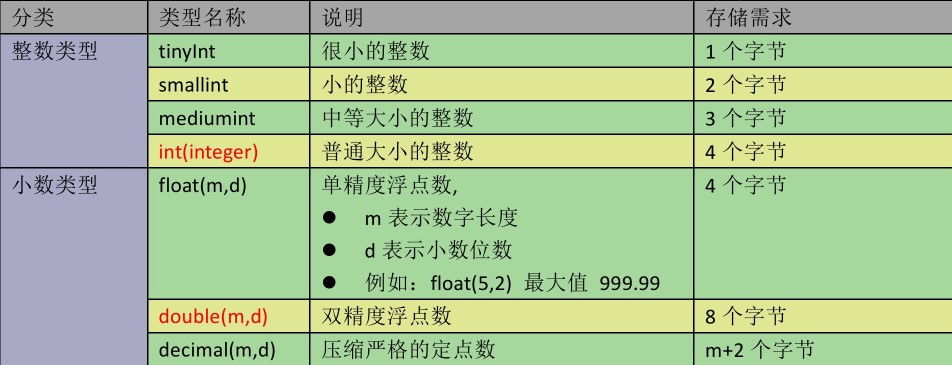 分类 类型名称 说明 存储需求
整数类型 tinyInt 很小的整数 1 个字节
smallint 小的整数 2 个字节
mediumint 中等大小的整数 3 个字节
int(integer) 普通大小的整数 4 个字节
小数类型 float(m,d) 单精度浮点数, 4 个字节
● m 表示数字长度
● d 表示小数位数
● 例如：float(5,2) 最大值 999.99
double(m,d) 双精度浮点数 8 个字节
decimal(m,d) 压缩严格的定点数 m+2 个字节